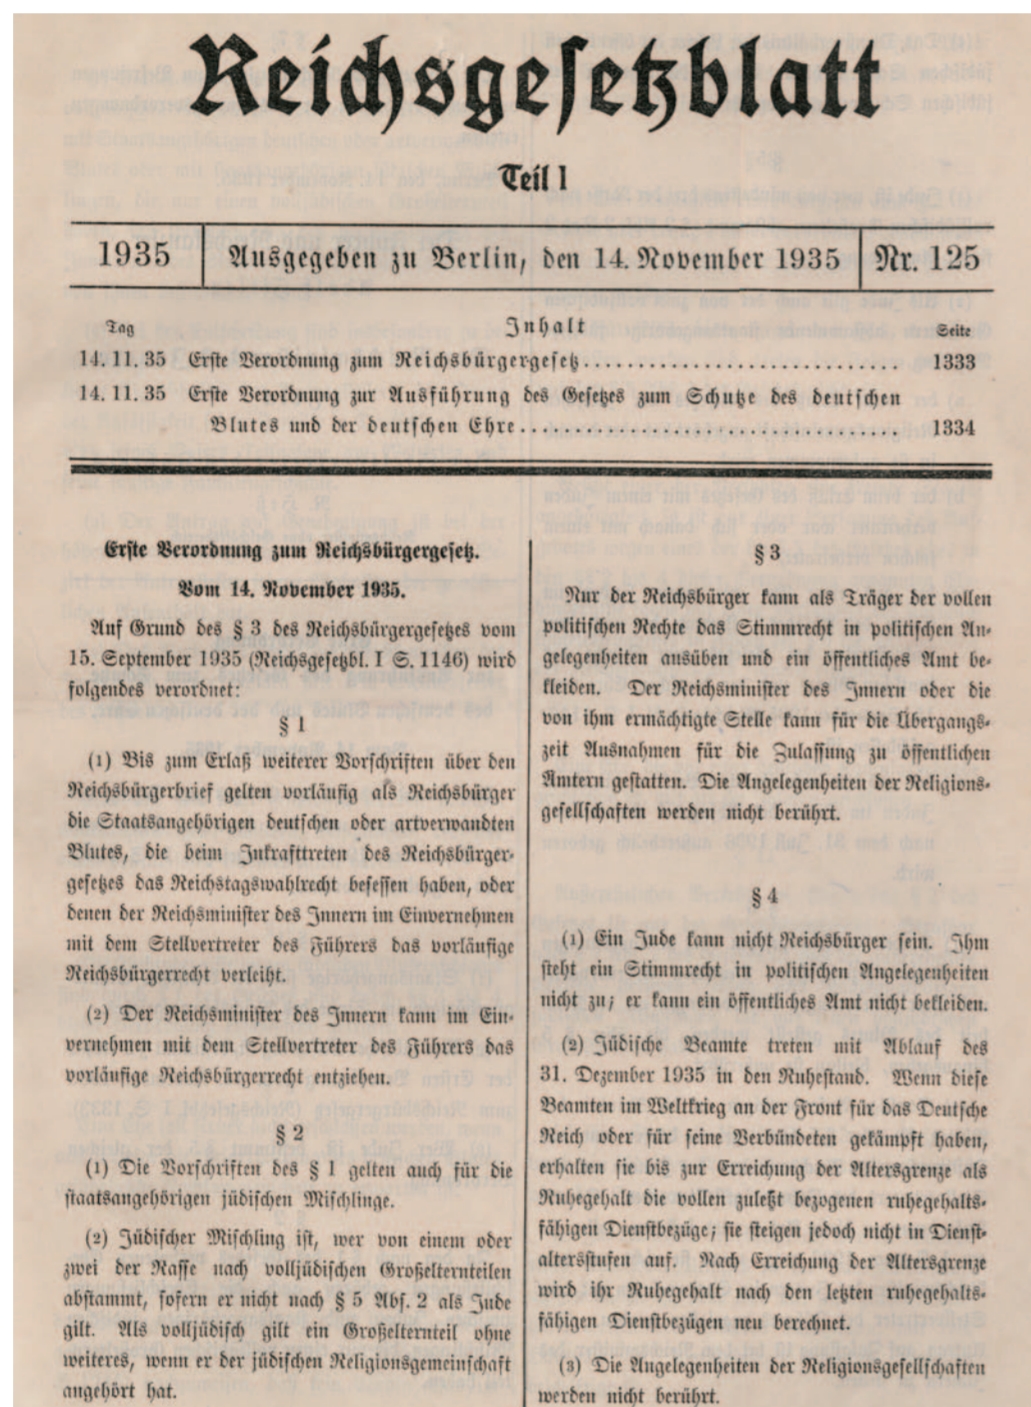 Reichsgesetzblatt
Teil I
1935
Ausgegeben zu Berlin, den 14. November 1935
Nr. 125
Tag
Inhalt
Seite
14. 11. 35 Erste Verordnung zum Reichsbürgergesetz.............................. 1333
14. 11. 35 Erste Verordnung zur Ausführung des Gesetzes zum Schutze des deutschen
Blutes und der deutschen Ehre.................................... 1334
Erste Verordnung zum Reichsbürgergesetz.
Vom 14. November 1935.
Auf Grund des § 3 des Reichsbürgergesetzes vom
15. September 1935 (Reichsgesetzbl. I S. 1146) wird
folgendes verordnet:
§ 1
(1) Bis zum Erlaß weiterer Vorschriften über den
Reichsbürgerbrief gelten vorläufig als Reichsbürger
die Staatsangehörigen deutschen oder artverwandten
Blutes, die beim Inkrafttreten des Reichsbürger-
gesetzes das Reichstagswahlrecht besessen haben, oder
denen der Reichsminister des Innern im Einvernehmen
mit dem Stellvertreter des Führers das vorläufige
Reichsbürgerrecht verleiht.
(2) Der Reichsminister des Innern kann im Ein-
vernehmen mit dem Stellvertreter des Führers das
vorläufige Reichsbürgerrecht entziehen.
§ 2
(1) Die Vorschriften des § 1 gelten auch für die
staatsangehörigen jüdischen Mischlinge.
(2) Jüdischer Mischling ist, wer von einem oder
zwei der Rasse nach volljüdischen Großelternteilen
abstammt, sofern er nicht nach § 5 Abs. 2 als Jude
gilt. Als volljüdisch gilt ein Großelternteil ohne
weiteres, wenn er der jüdischen Religionsgemeinschaft
angehört hat.
§ 3
Nur der Reichsbürger kann als Träger der vollen
politischen Rechte das Stimmrecht in politischen An-
gelegenheiten ausüben und ein öffentliches Amt be-
kleiden. Der Reichsminister des Innern oder die
von ihm ermächtigte Stelle kann für die Übergangs-
zeit Ausnahmen für die Zulassung zu öffentlichen
Ämtern gestatten. Die Angelegenheiten der Religions-
gesellschaften werden nicht berührt.
§ 4
(1) Ein Jude kann nicht Reichsbürger sein. Ihm
steht ein Stimmrecht in politischen Angelegenheiten
nicht zu; er kann ein öffentliches Amt nicht bekleiden.
(2) Jüdische Beamte treten mit Ablauf des
31. Dezember 1935 in den Ruhestand. Wenn diese
Beamten im Weltkrieg an der Front für das Deutsche
Reich oder für seine Verbündeten gekämpft haben,
erhalten sie bis zur Erreichung der Altersgrenze als
Ruhegehalt die vollen zuletzt bezogenen ruhegehalts-
fähigen Dienstbezüge; sie steigen jedoch nicht in Dienst-
altersstufen auf. Nach Erreichung der Altersgrenze
wird ihr Ruhegehalt nach den letzten ruhegehalts-
fähigen Dienstbezügen neu berechnet.
(3) Die Angelegenheiten der Religionsgesellschaften
werden nicht berührt.